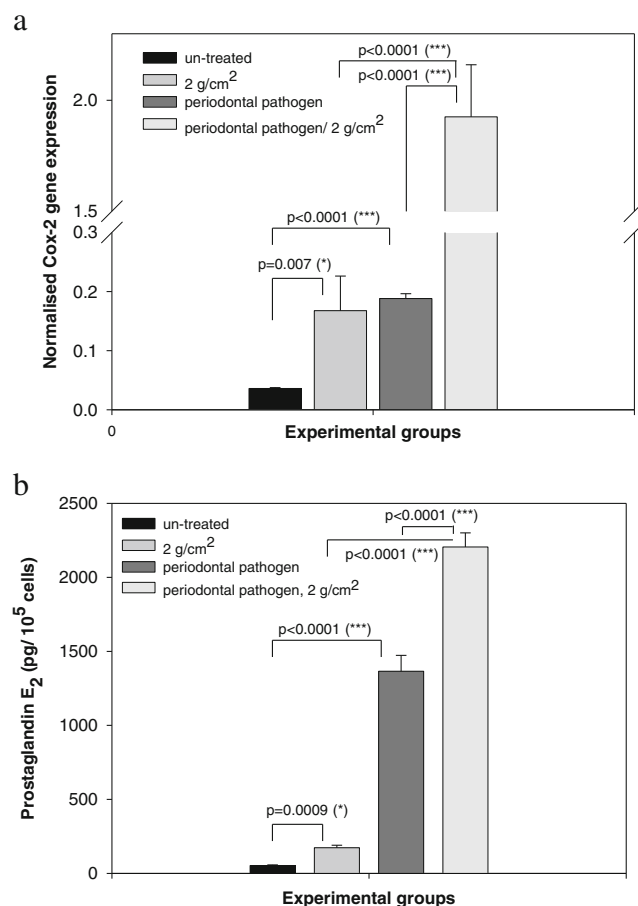 a
p<0.0001 (***)
un-treated
2 g/cm²
periodontal pathogen
periodontal pathogen/ 2 g/cm²
p<0.0001 (***)
2.0
1.5
0.3
0.2
0.1
0.0
0
Normalised Cox-2 gene expression
p<0.0001 (***)
p=0.007 (*)
Experimental groups
b
2500
2000
1500
1000
500
0
Prostaglandin E₂ (pg/ 10⁵ cells)
un-treated
2 g/cm²
periodontal pathogen
periodontal pathogen, 2 g/cm²
p<0.0001 (***)
p<0.0001 (***)
p<0.0001 (***)
p=0.0009 (*)
Experimental groups